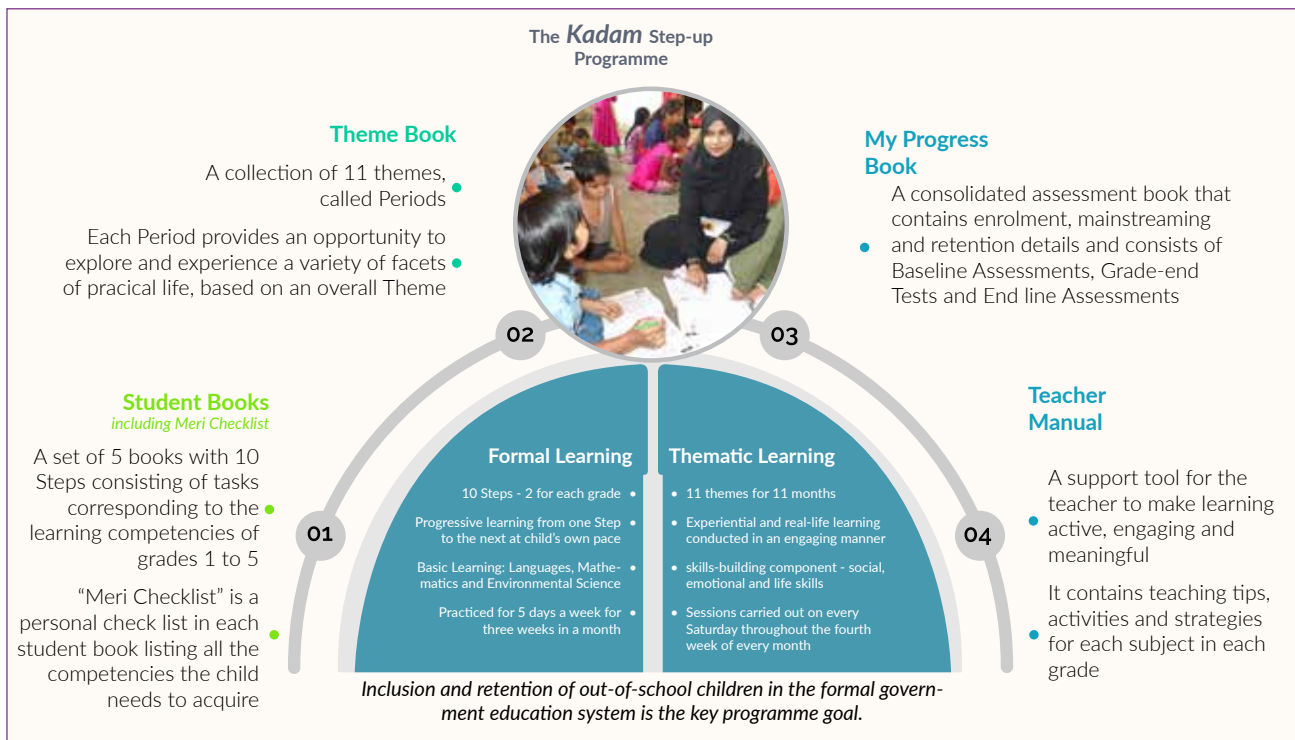 The Kadam Step-up
Programme
Theme Book
A collection of 11 themes,
called Periods
Each Period provides an opportunity to
explore and experience a variety of facets
of pracical life, based on an overall Theme
02
Student Books
including Meri Checklist
A set of 5 books with 10
Steps consisting of tasks
corresponding to the
learning competencies of
grades 1 to 5
“Meri Checklist” is a
personal check list in each
student book listing all the
competencies the child
needs to acquire
01
Formal Learning
10 Steps - 2 for each grade •
Progressive learning from one Step •
to the next at child’s own pace
Basic Learning: Languages, Mathe- •
matics and Environmental Science
Practiced for 5 days a week for •
three weeks in a month
Thematic Learning
• 11 themes for 11 months
• Experiential and real-life learning
conducted in an engaging manner
• skills-building component - social,
emotional and life skills
• Sessions carried out on every
Saturday throughout the fourth
week of every month
My Progress
Book
A consolidated assessment book that
contains enrolment, mainstreaming
• and retention details and consists of
Baseline Assessments, Grade-end
Tests and End line Assessments
03
Teacher
Manual
A support tool for the
teacher to make learning
• active, engaging and
meaningful
It contains teaching tips,
activities and strategies
• for each subject in each
grade
04
Inclusion and retention of out-of-school children in the formal govern-
ment education system is the key programme goal.